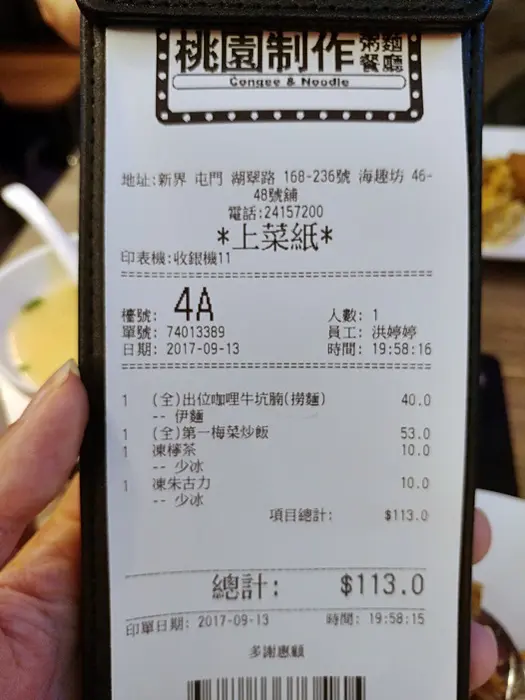 桃園制作 粥麵餐廳
Congee & Noodle
地址:新界 屯門 湖翠路 168-236號 海趣坊 46-
48號舖
電話:24157200
*上菜紙*
印表機:收銀機11
檯號: 4A 人數: 1
單號: 74013389 員工: 洪婷婷
日期: 2017-09-13 時間: 19:58:16
1 (全)出位咖哩牛坑腩(撈麵) 40.0
-- 伊麵
1 (全)第一梅菜炒飯 53.0
1 凍檸茶 10.0
-- 少冰
1 凍朱古力 10.0
-- 少冰
項目總計: $113.0
總計: $113.0
印單日期: 2017-09-13 時間: 19:58:15
多謝惠顧